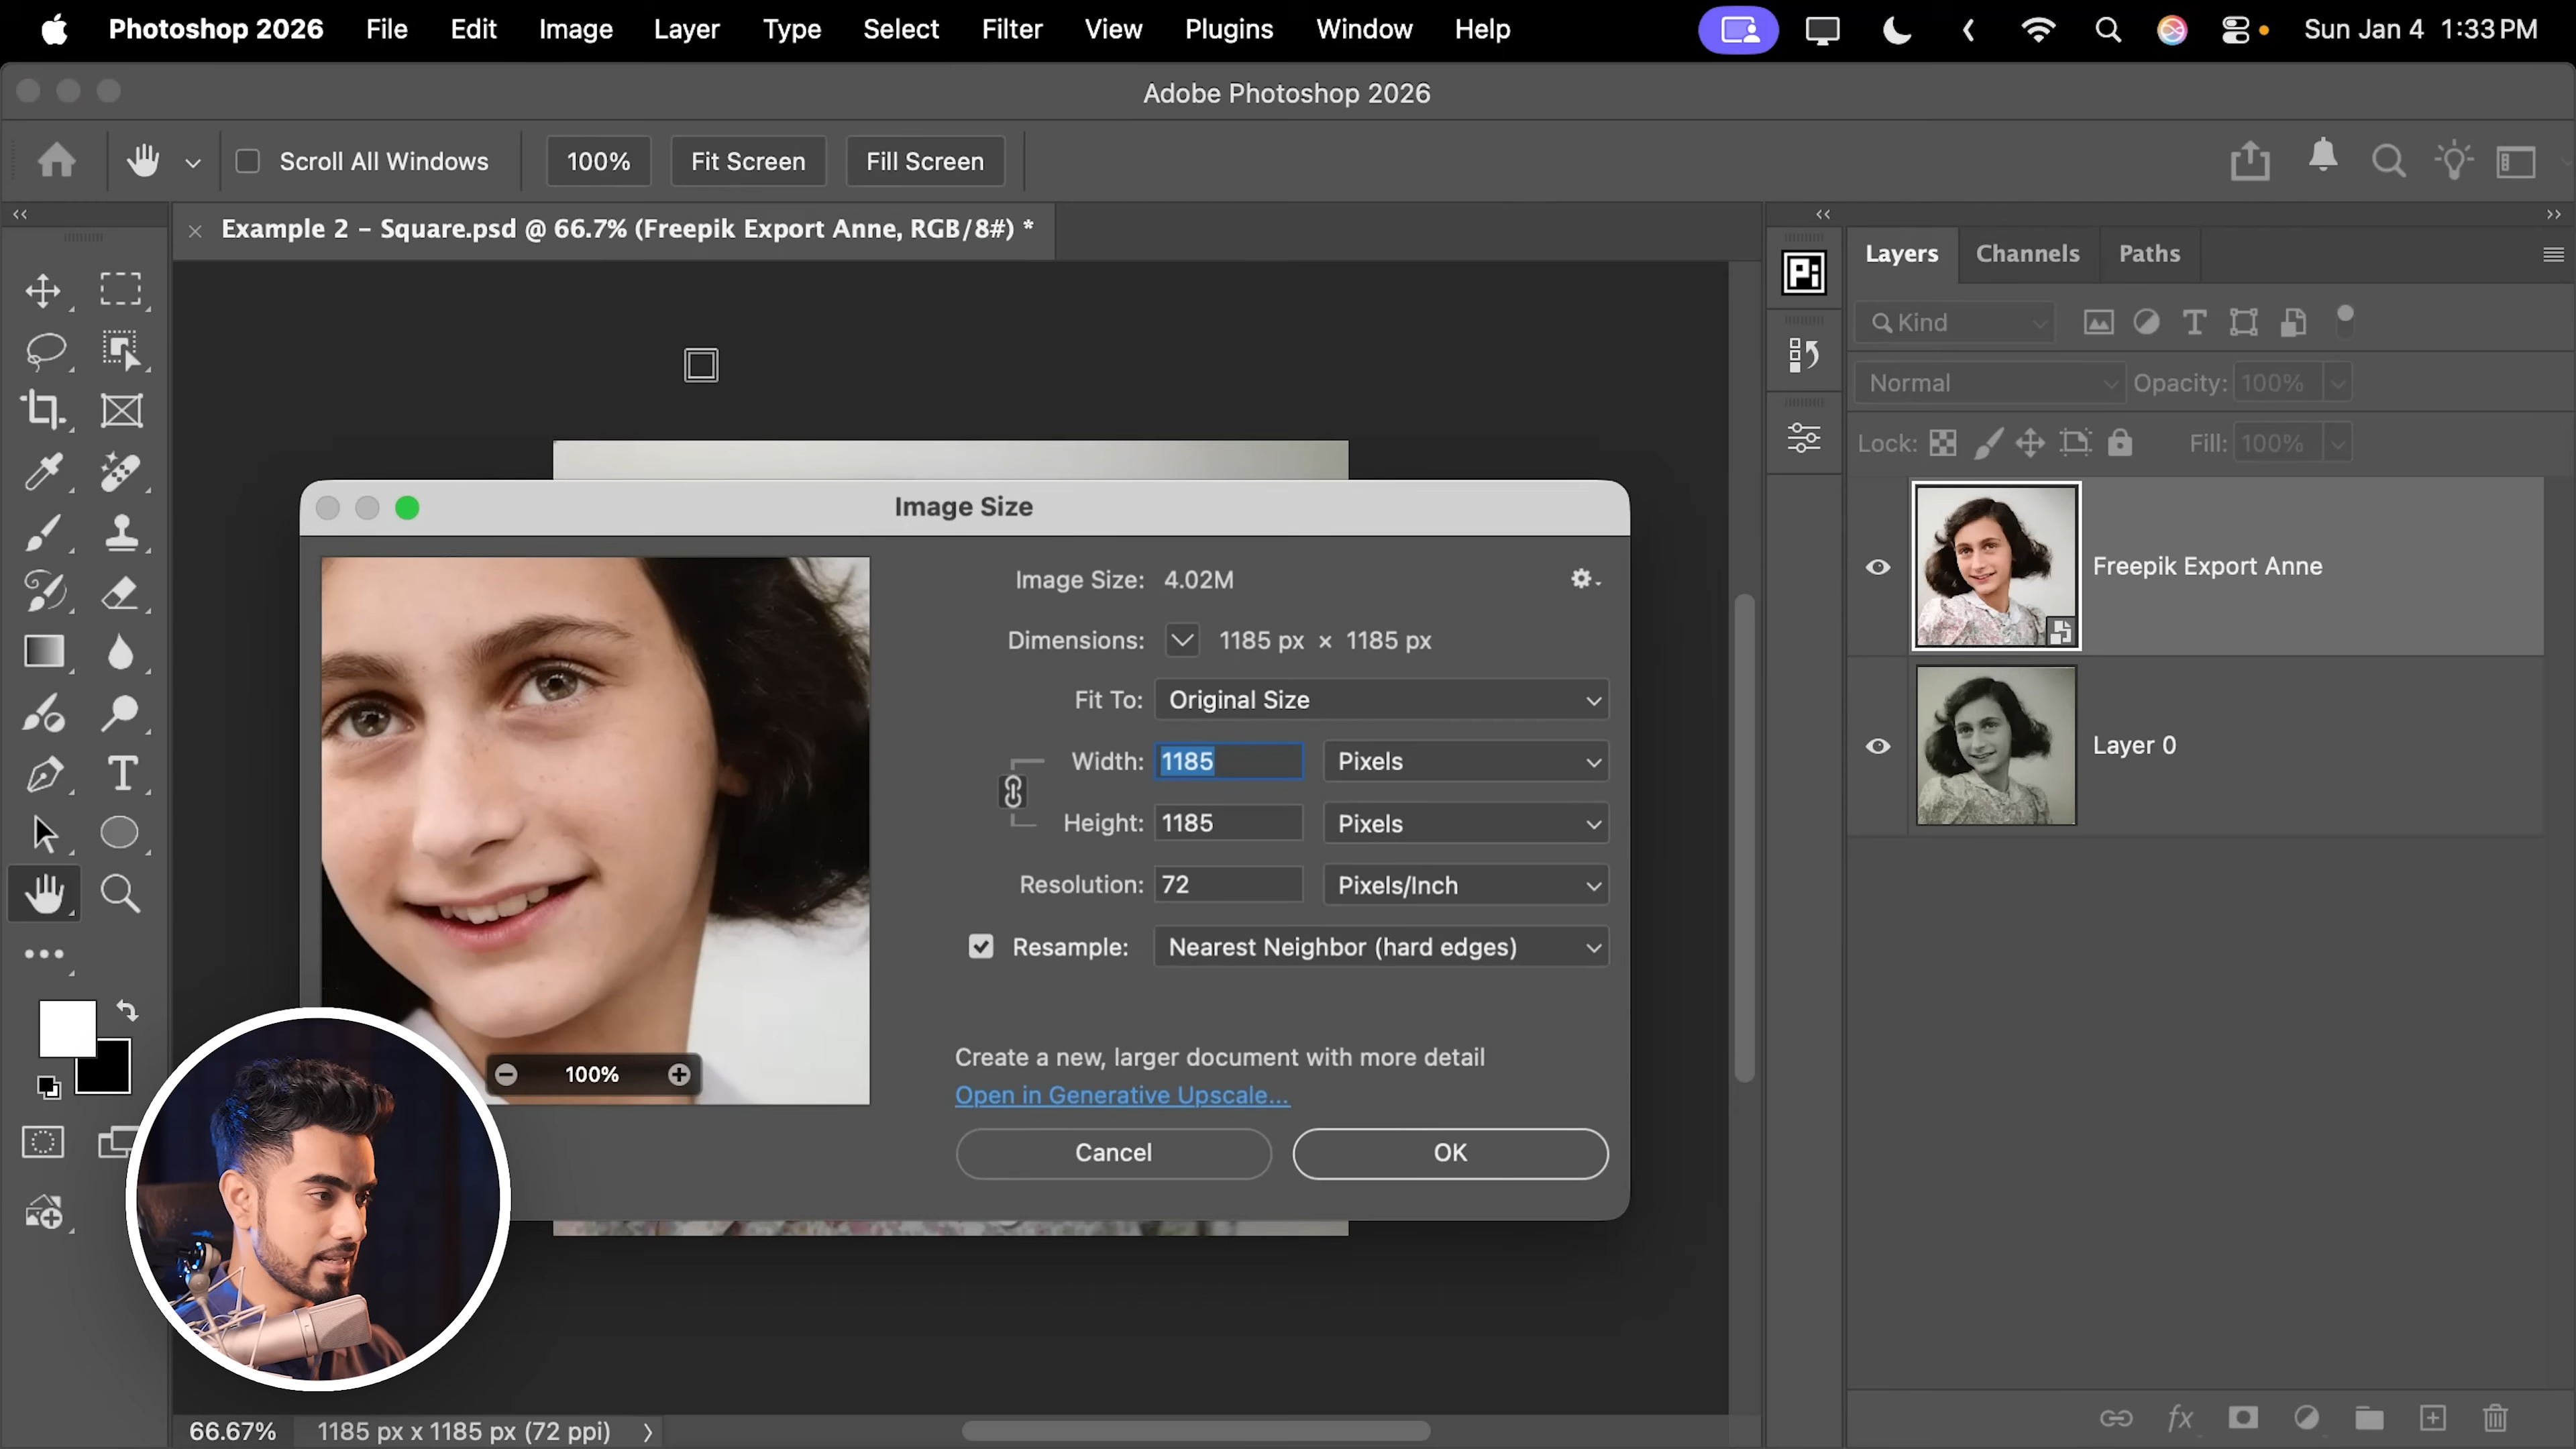 Photoshop 2026 File Edit Image Layer Type Select Filter View Plugins Window Help Sun Jan 4 1:33 PM
Adobe Photoshop 2026
Scroll All Windows 100% Fit Screen Fill Screen
Example 2 – Square.psd @ 66.7% (Freepik Export Anne, RGB/8#) *
Pi
Layers Channels Paths
Kind
Normal Opacity: 100%
Lock: Fill: 100%
Freepik Export Anne
Layer 0
Image Size
Image Size: 4.02M
Dimensions: 1185 px × 1185 px
Fit To: Original Size
Width: 1185 Pixels
Height: 1185 Pixels
Resolution: 72 Pixels/Inch
Resample: Nearest Neighbor (hard edges)
100%
Create a new, larger document with more detail
Open in Generative Upscale...
Cancel OK
66.67% 1185 px x 1185 px (72 ppi)
fx